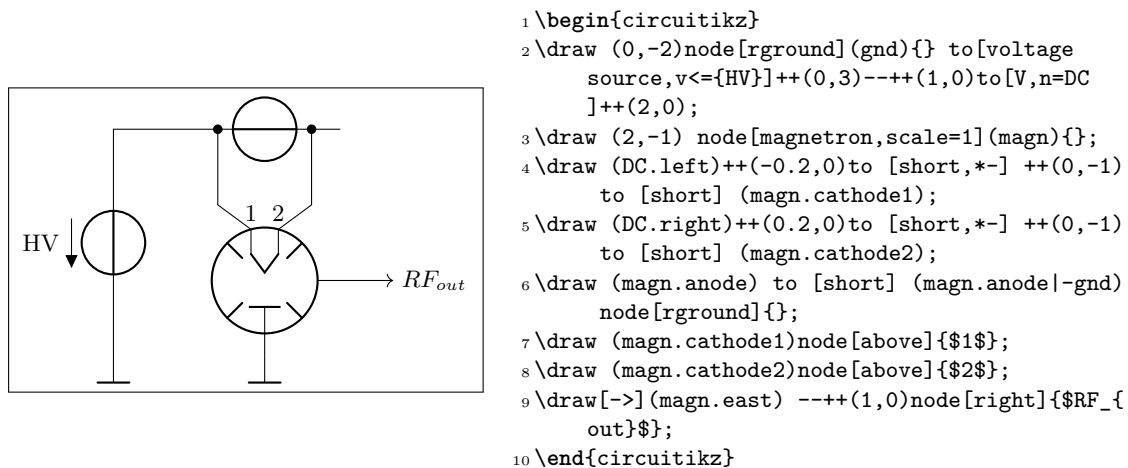 HV
1 2
RF_{out}
1 \begin{circuitikz}
2 \draw (0,-2)node[rground](gnd){} to[voltage
source,v<={HV}]++(0,3)--++(1,0)to[V,n=DC
]++(2,0);
3 \draw (2,-1) node[magnetron,scale=1](magn){};
4 \draw (DC.left)++(-0.2,0)to [short,*-] ++(0,-1)
to [short] (magn.cathode1);
5 \draw (DC.right)++(0.2,0)to [short,*-] ++(0,-1)
to [short] (magn.cathode2);
6 \draw (magn.anode) to [short] (magn.anode|-gnd)
node[rground]{};
7 \draw (magn.cathode1)node[above]{$1$};
8 \draw (magn.cathode2)node[above]{$2$};
9 \draw[->](magn.east) --++(1,0)node[right]{$RF_{
out}$};
10 \end{circuitikz}